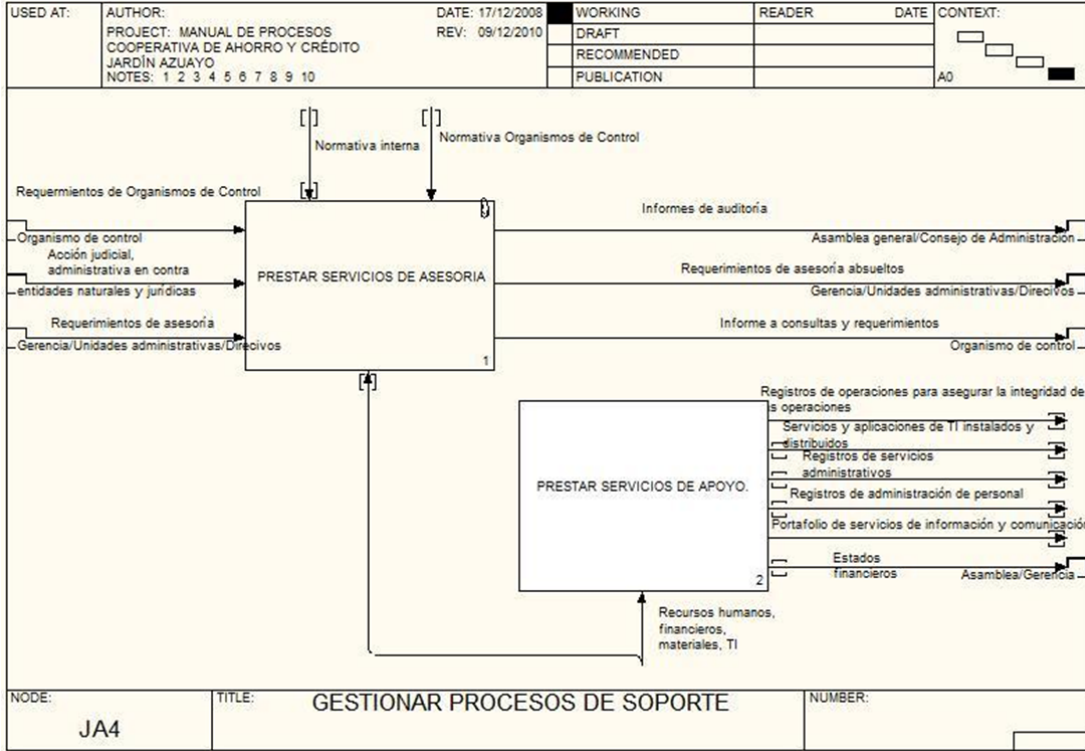 USED AT:
AUTHOR:
DATE: 17/12/2008
PROJECT: MANUAL DE PROCESOS
REV: 09/12/2010
COOPERATIVA DE AHORRO Y CRÉDITO
JARDÍN AZUAYO
NOTES: 1 2 3 4 5 6 7 8 9 10
WORKING
DRAFT
RECOMMENDED
PUBLICATION
READER
DATE
CONTEXT:
A0
Normativa interna
Normativa Organismos de Control
Requermientos de Organismos de Control
Organismo de control
Acción judicial,
administrativa en contra
entidades naturales y jurídicas
Requerimientos de asesoría
Gerencia/Unidades administrativas/Direcivos
PRESTAR SERVICIOS DE ASESORIA
1
Informes de auditoría
Asamblea general/Consejo de Administración
Requerimientos de asesoría absueltos
Gerencia/Unidades administrativas/Direcivos
Informe a consultas y requerimientos
Organismo de control
PRESTAR SERVICIOS DE APOYO.
2
Registros de operaciones para asegurar la integridad de
operaciones
Servicios y aplicaciones de TI instalados y
distribuidos
Registros de servicios
administrativos
Registros de administración de personal
Portafolio de servicios de información y comunicación
Estados
financieros
Asamblea/Gerencia
Recursos humanos,
financieros,
materiales, TI
NODE:
JA4
TITLE:
GESTIONAR PROCESOS DE SOPORTE
NUMBER: